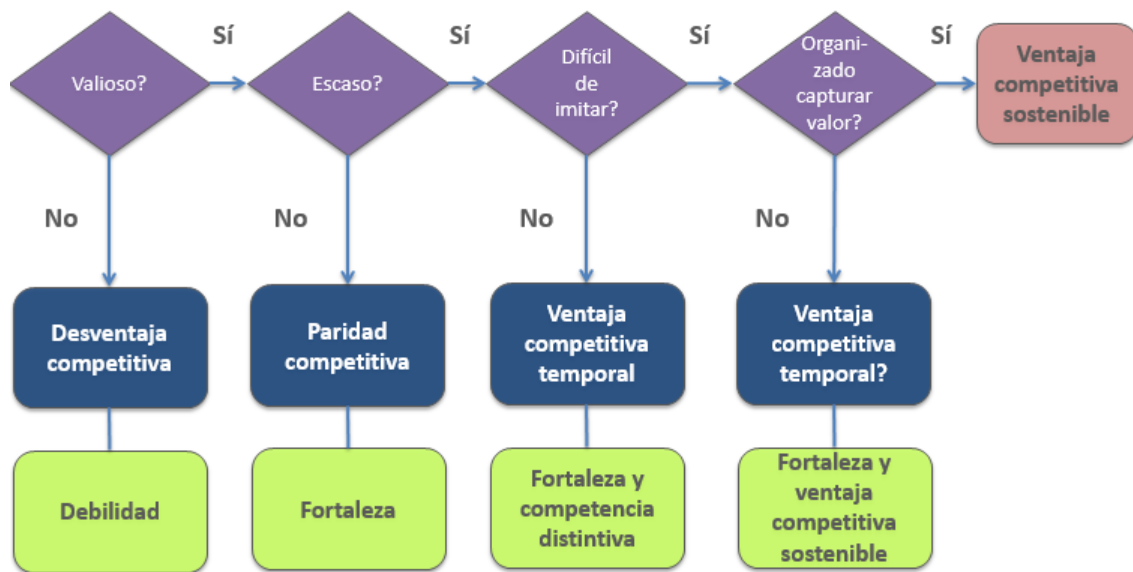 Valioso?
Sí
Escaso?
Sí
Difícil
de
imitar?
Sí
Organi-
zado
capturar
valor?
Sí
Ventaja
competitiva
sostenible
No
No
No
No
Desventaja
competitiva
Paridad
competitiva
Ventaja
competitiva
temporal
Ventaja
competitiva
temporal?
Debilidad
Fortaleza
Fortaleza y
competencia
distintiva
Fortaleza y
ventaja
competitiva
sostenible